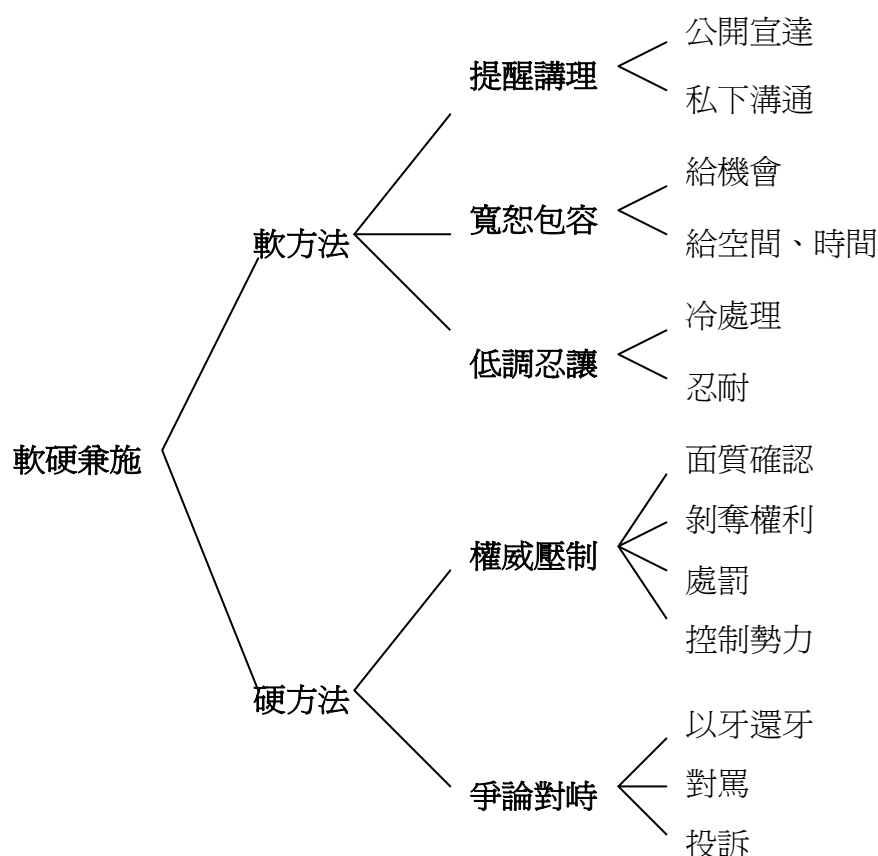 公開宣達
提醒講理
私下溝通
給機會
寬恕包容
軟方法
給空間、時間
冷處理
低調忍讓
忍耐
軟硬兼施
面質確認
剝奪權利
權威壓制
處罰
控制勢力
硬方法
以牙還牙
爭論對峙
對罵
投訴